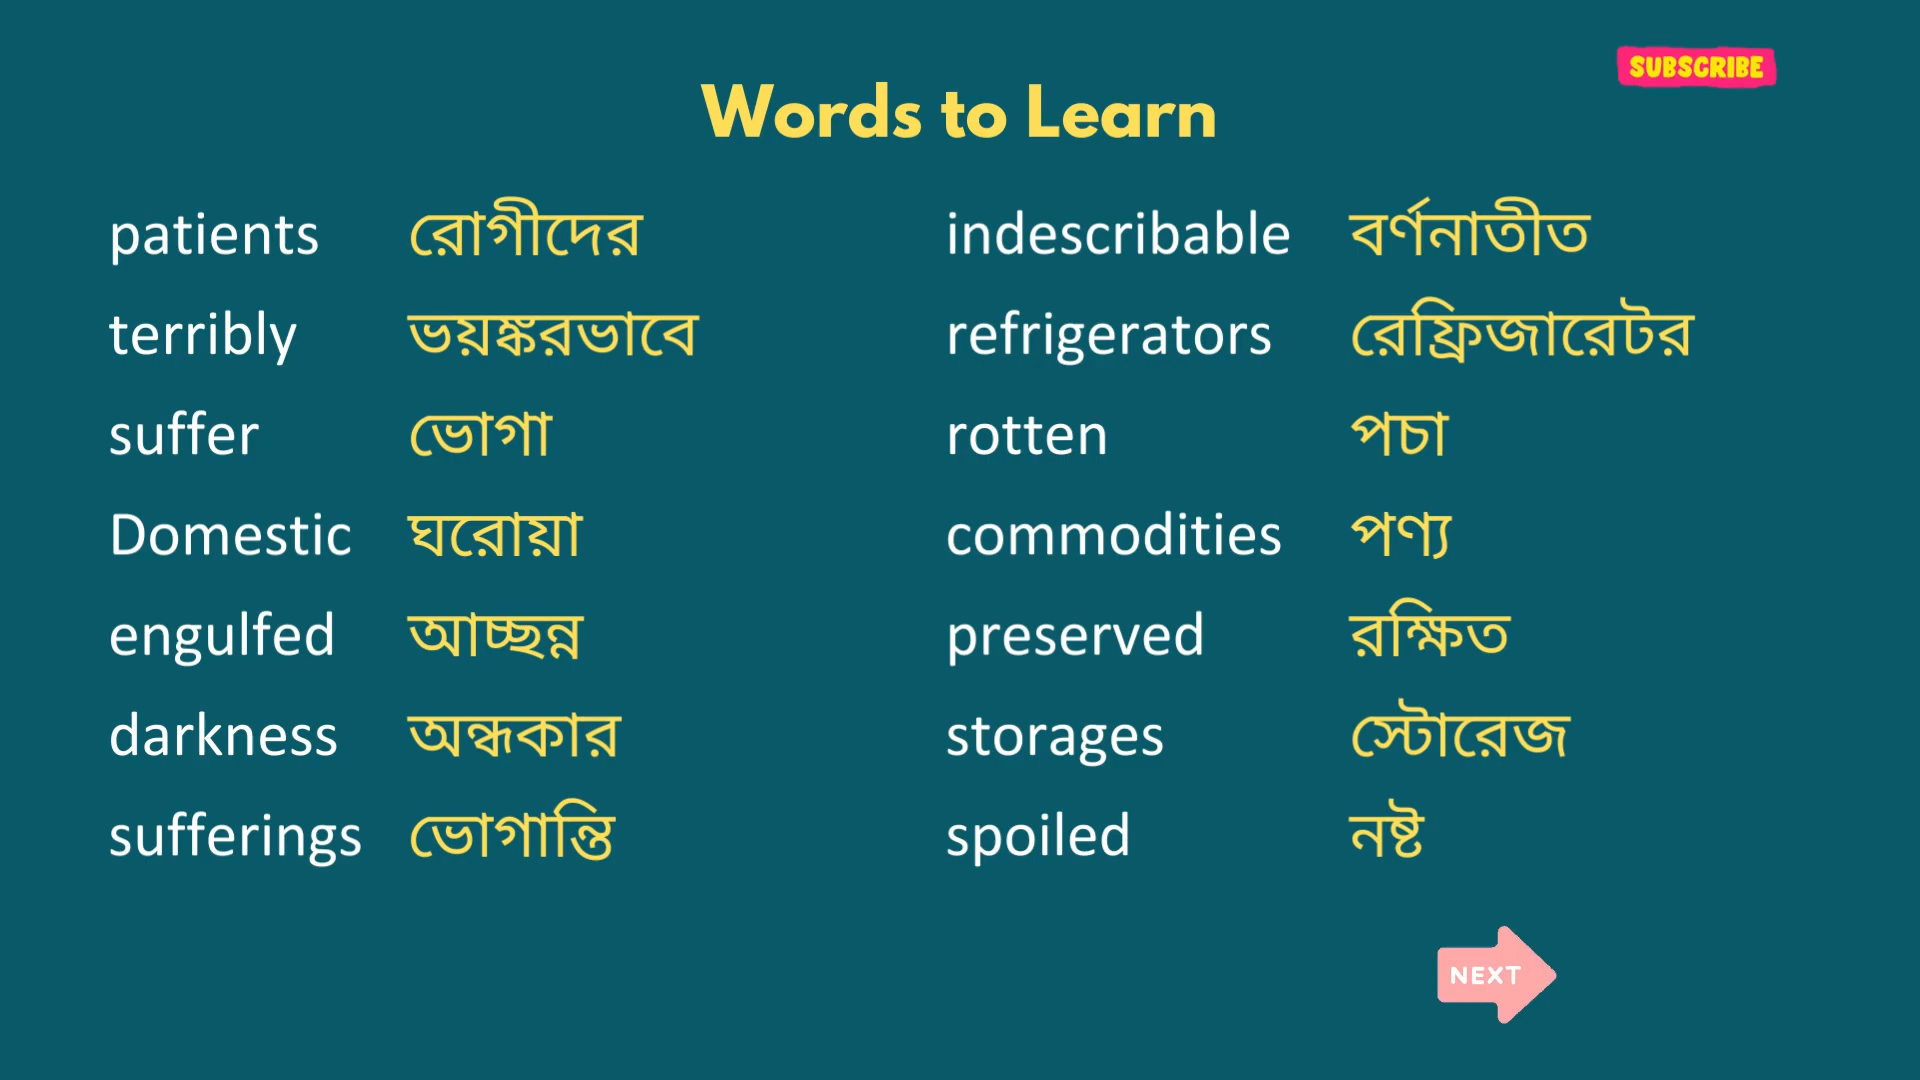 SUBSCRIBE
Words to Learn
patients রোগীদের
terribly ভয়ঙ্করভাবে
suffer ভোগা
Domestic ঘরোয়া
engulfed আচ্ছন্ন
darkness অন্ধকার
sufferings ভোগান্তি
indescribable বর্ণনাতীত
refrigerators রেফ্রিজারেটর
rotten পচা
commodities পণ্য
preserved রক্ষিত
storages স্টোরেজ
spoiled নষ্ট
NEXT